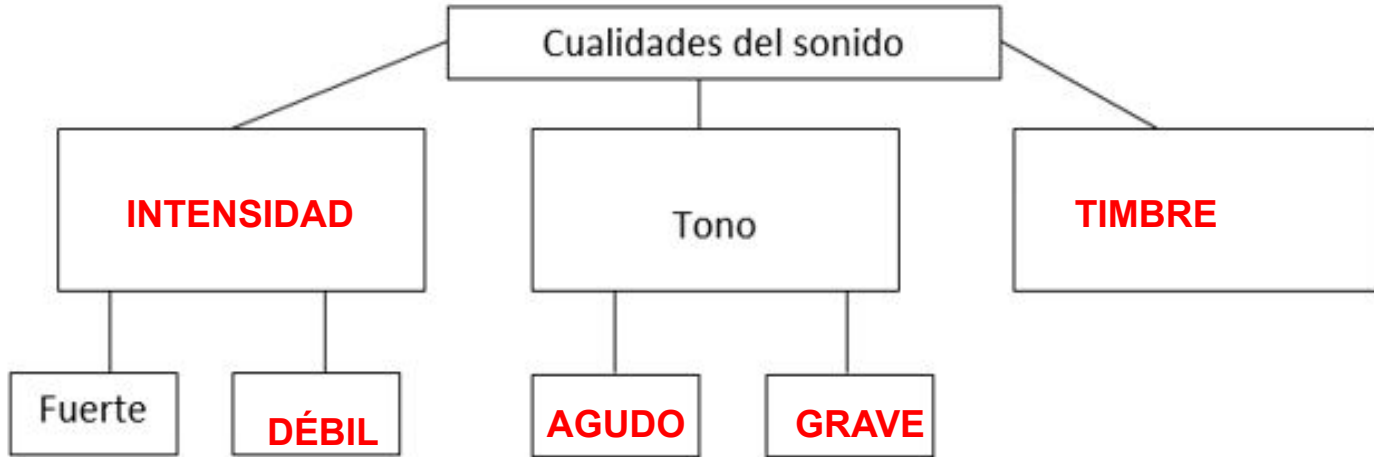 Cualidades del sonido
INTENSIDAD
Tono
TIMBRE
Fuerte
DÉBIL
AGUDO
GRAVE